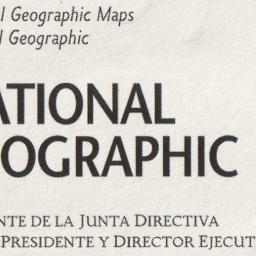 l Geographic Maps
l Geographic
ATIONAL
OGRAPHIC
NTE DE LA JUNTA DIRECTIVA
PRESIDENTE Y DIRECTOR EJECUT